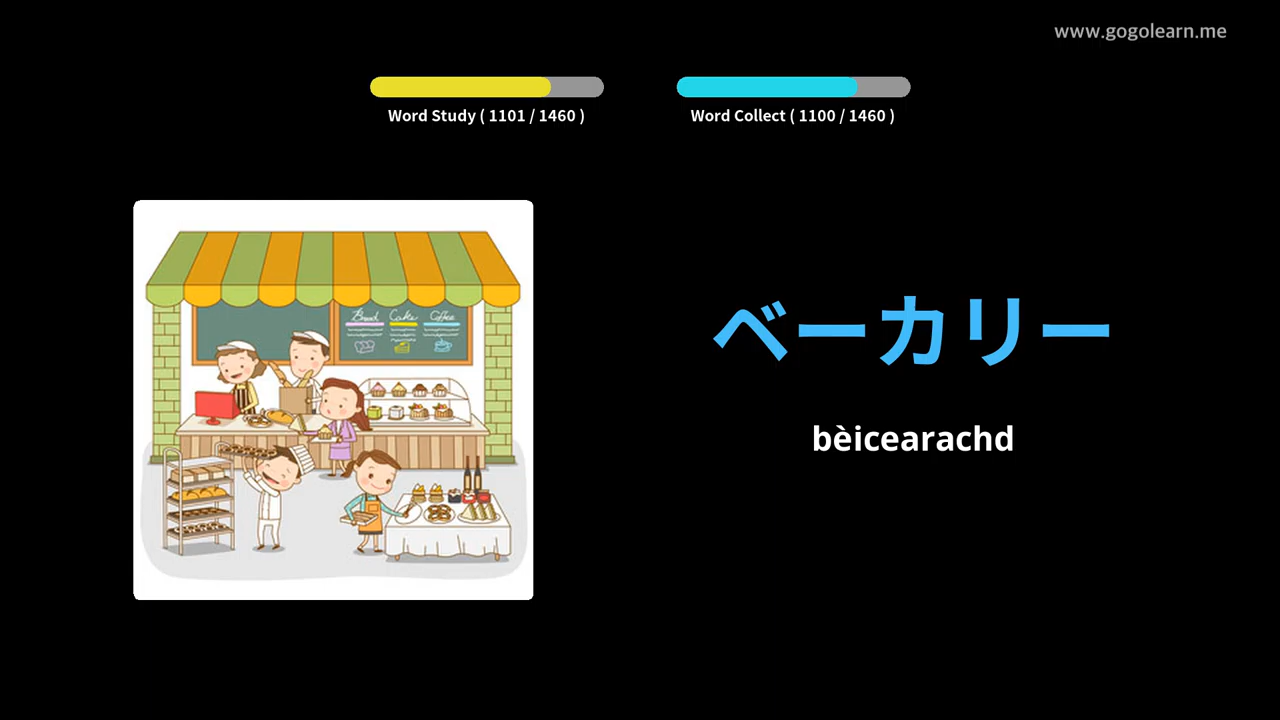 www.gogolearn.me
Word Study ( 1101 / 1460 )
Word Collect ( 1100 / 1460 )
Bread Cake Coffee
ベーカリー
bèicearachd